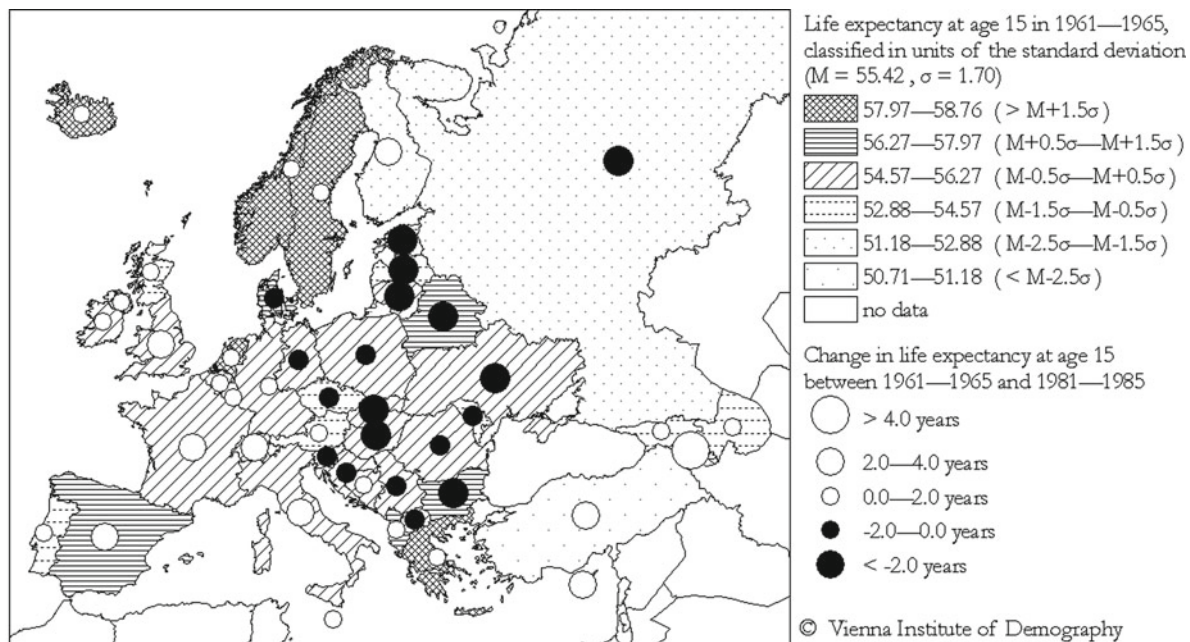 Life expectancy at age 15 in 1961—1965,
classified in units of the standard deviation
(M = 55.42 , σ = 1.70)
57.97—58.76 ( > M+1.5σ)
56.27—57.97 (M+0.5σ—M+1.5σ)
54.57—56.27 (M-0.5σ—M+0.5σ)
52.88—54.57 (M-1.5σ—M-0.5σ)
51.18—52.88 (M-2.5σ—M-1.5σ)
50.71—51.18 ( < M-2.5σ)
no data
Change in life expectancy at age 15
between 1961—1965 and 1981—1985
> 4.0 years
2.0—4.0 years
0.0—2.0 years
-2.0—0.0 years
< -2.0 years
© Vienna Institute of Demography